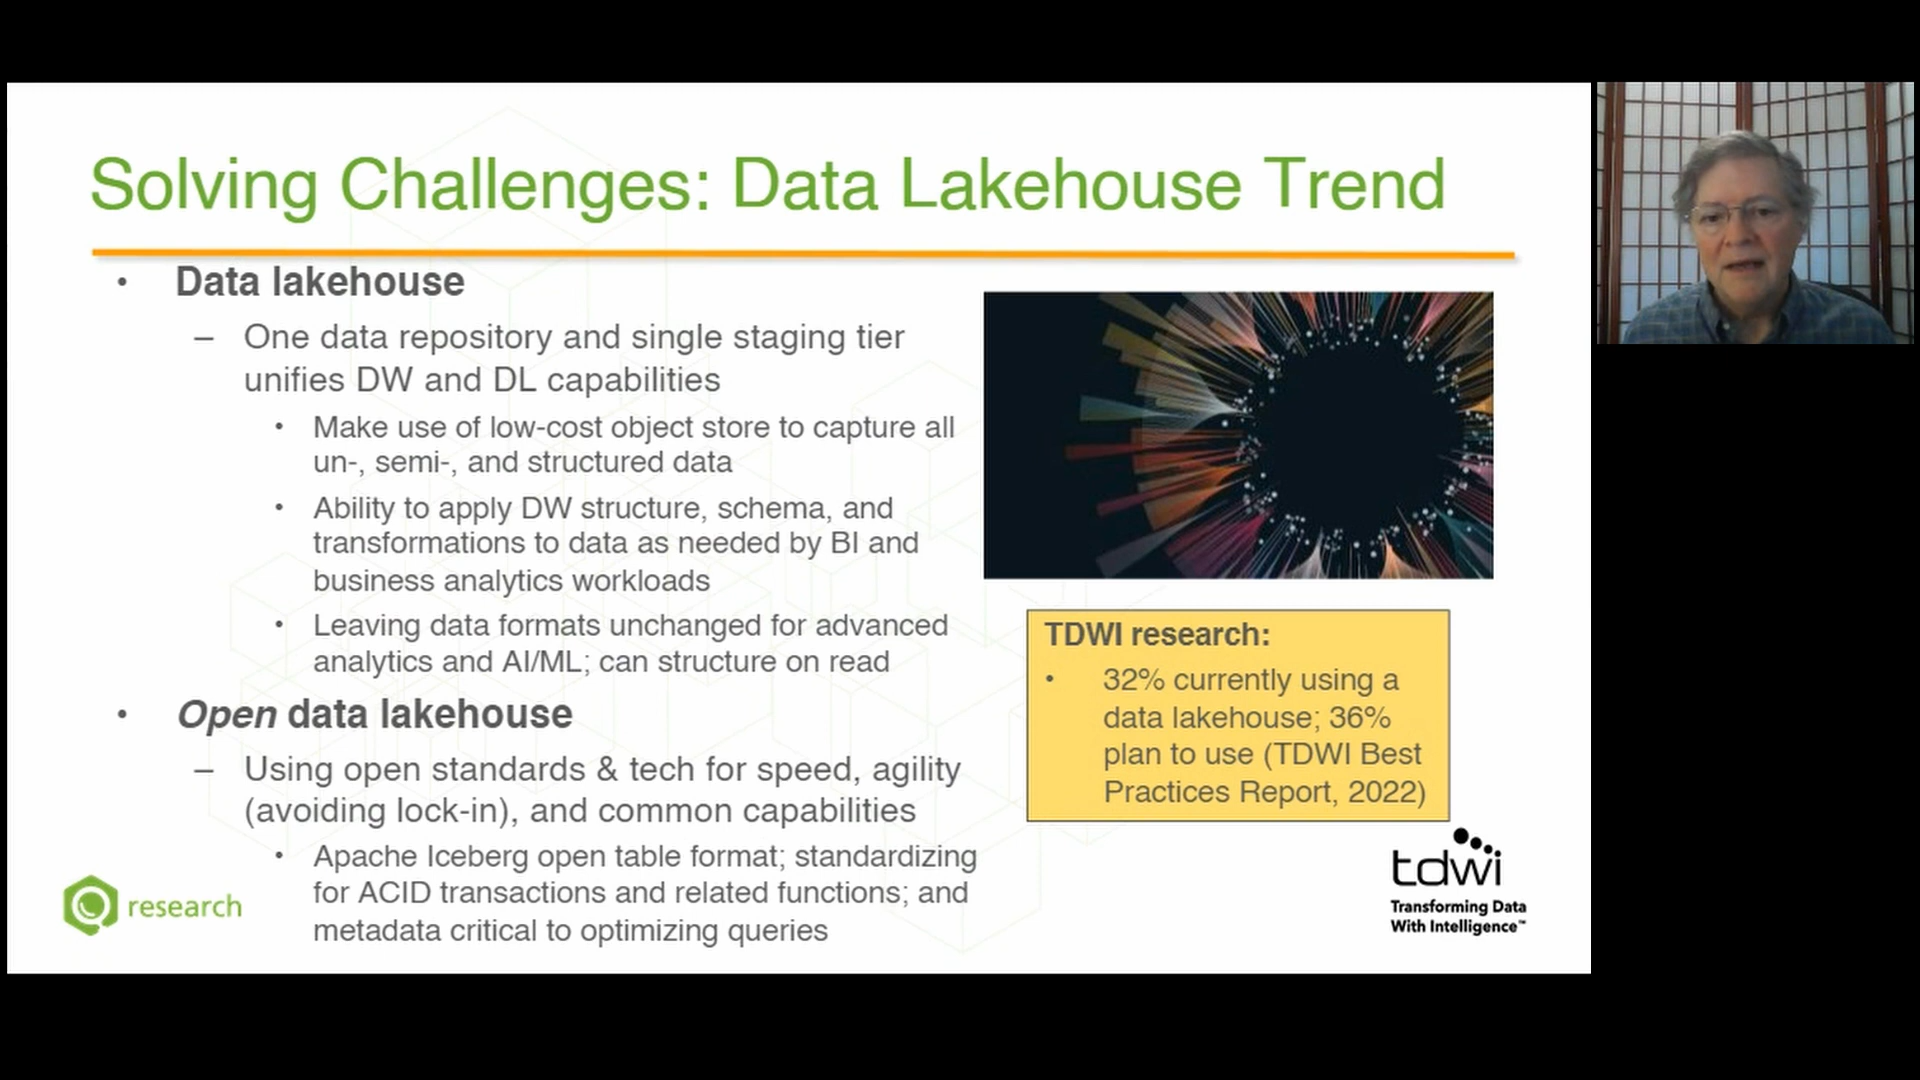 Solving Challenges: Data Lakehouse Trend
• Data lakehouse
– One data repository and single staging tier
unifies DW and DL capabilities
• Make use of low-cost object store to capture all
un-, semi-, and structured data
• Ability to apply DW structure, schema, and
transformations to data as needed by BI and
business analytics workloads
• Leaving data formats unchanged for advanced
analytics and AI/ML; can structure on read
• Open data lakehouse
– Using open standards & tech for speed, agility
(avoiding lock-in), and common capabilities
• Apache Iceberg open table format; standardizing
for ACID transactions and related functions; and
metadata critical to optimizing queries
TDWI research:
• 32% currently using a
data lakehouse; 36%
plan to use (TDWI Best
Practices Report, 2022)
research
tdwi
Transforming Data
With Intelligence™